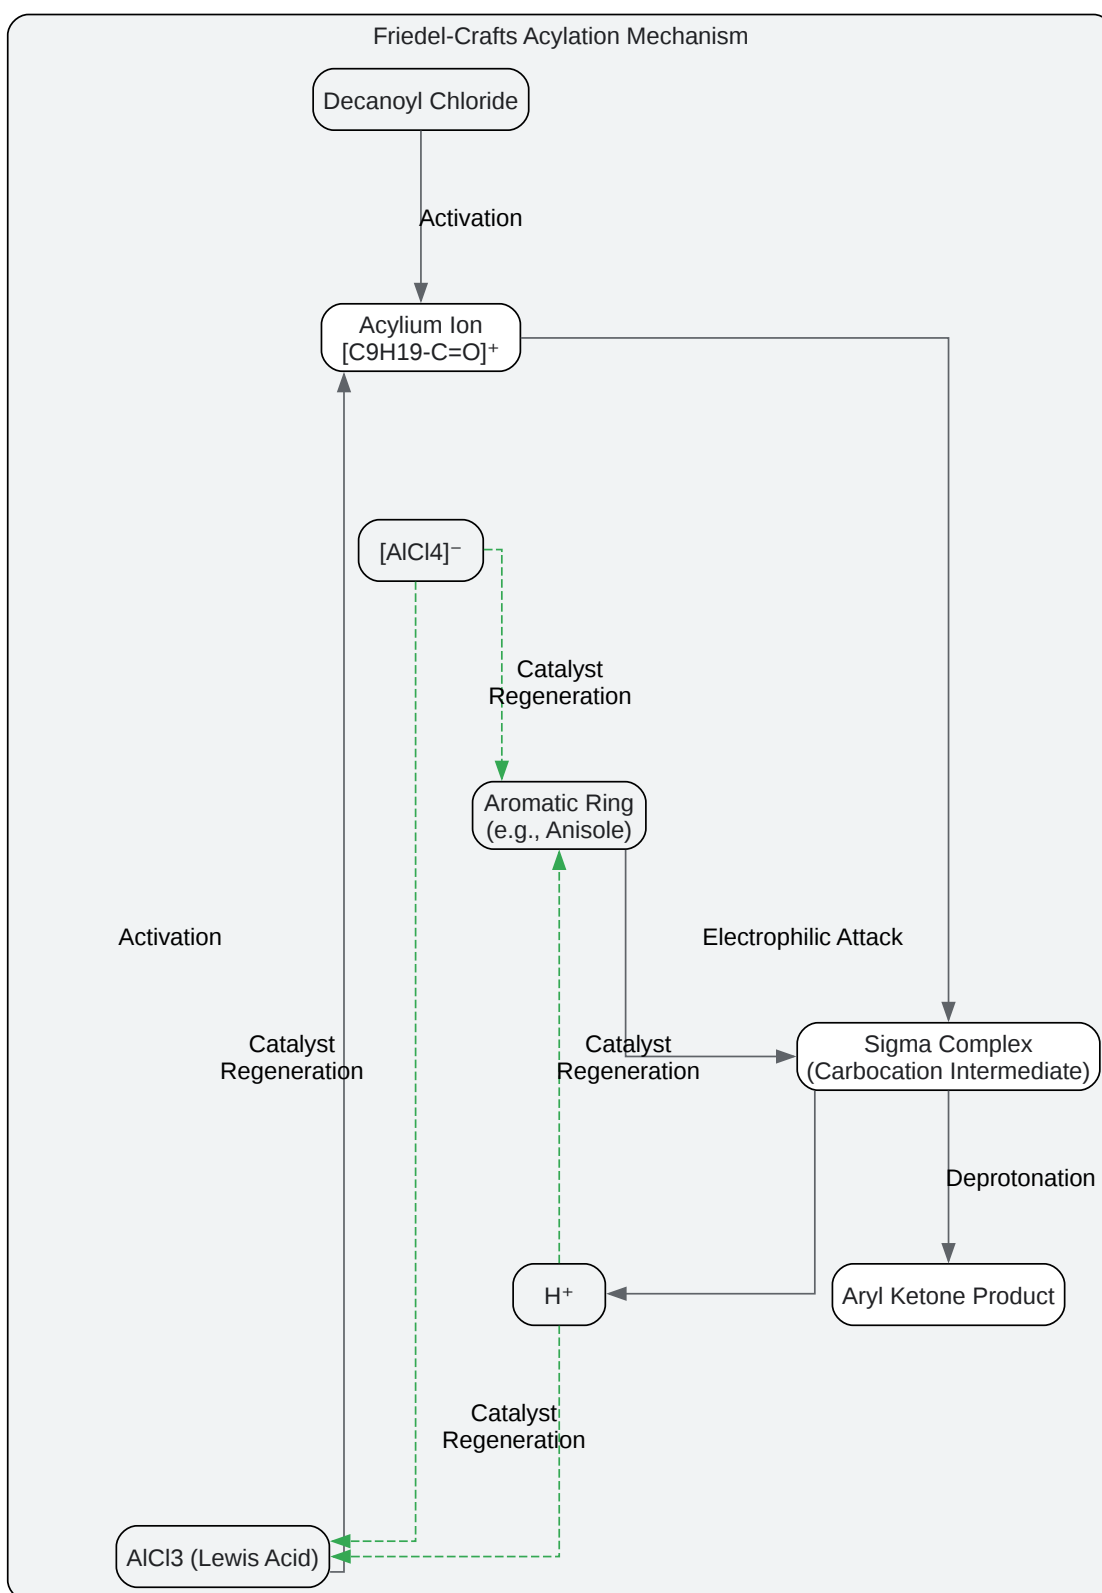 Friedel-Crafts Acylation Mechanism
Decanoyl Chloride
Activation
Acylium Ion
[C9H19-C=O]⁺
[AlCl4]⁻
Catalyst
Regeneration
Aromatic Ring
(e.g., Anisole)
Activation
Electrophilic Attack
Catalyst
Regeneration
Catalyst
Regeneration
Sigma Complex
(Carbocation Intermediate)
Deprotonation
H⁺
Aryl Ketone Product
Catalyst
Regeneration
AlCl3 (Lewis Acid)